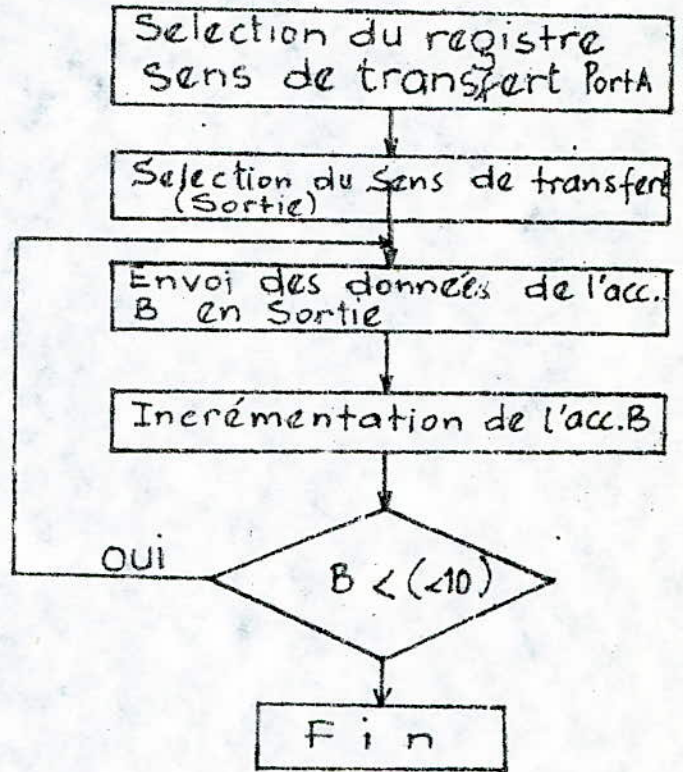 Selection du registre
Sens de transfert PortA
Selection du Sens de transfert
(Sortie)
Envoi des données de l'acc.
B en Sortie
Incrémentation de l'acc.B
OUI
B < (<10)
Fin